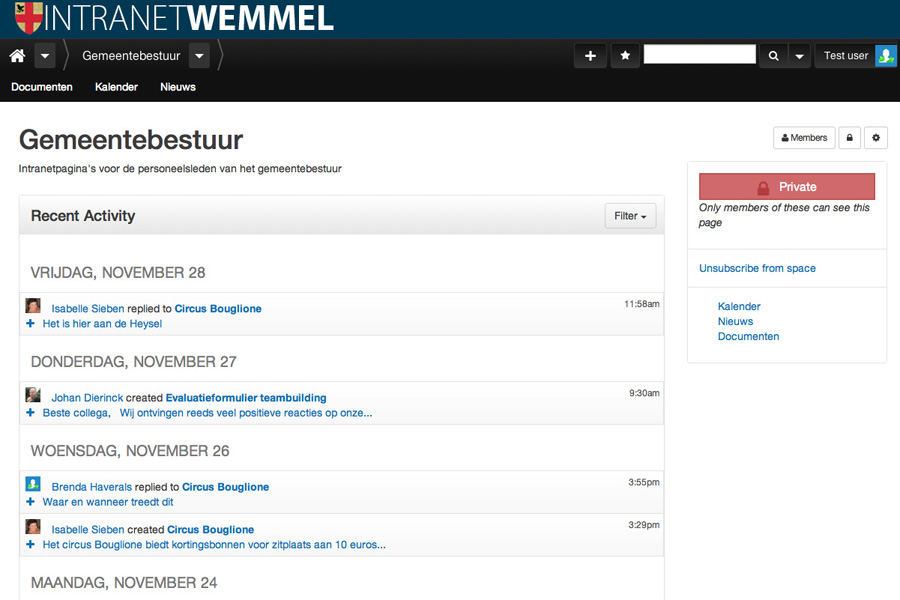 INTRANETWEMMEL
Gemeentebestuur
Test user
Documenten Kalender Nieuws
Gemeentebestuur
Members
Intranetpagina's voor de personeelsleden van het gemeentebestuur
Recent Activity
Filter
VRIJDAG, NOVEMBER 28
Isabelle Sieben replied to Circus Bouglione 11:58am
Het is hier aan de Heysel
DONDERDAG, NOVEMBER 27
Johan Dierinck created Evaluatieformulier teambuilding 9:30am
Beste collega, Wij ontvingen reeds veel positieve reacties op onze...
WOENSDAG, NOVEMBER 26
Brenda Haverals replied to Circus Bouglione 3:55pm
Waar en wanneer treedt dit
Isabelle Sieben created Circus Bouglione 3:29pm
Het circus Bouglione biedt kortingsbonnen voor zitplaats aan 10 euros...
MAANDAG, NOVEMBER 24
Private
Only members of these can see this
page
Unsubscribe from space
Kalender
Nieuws
Documenten